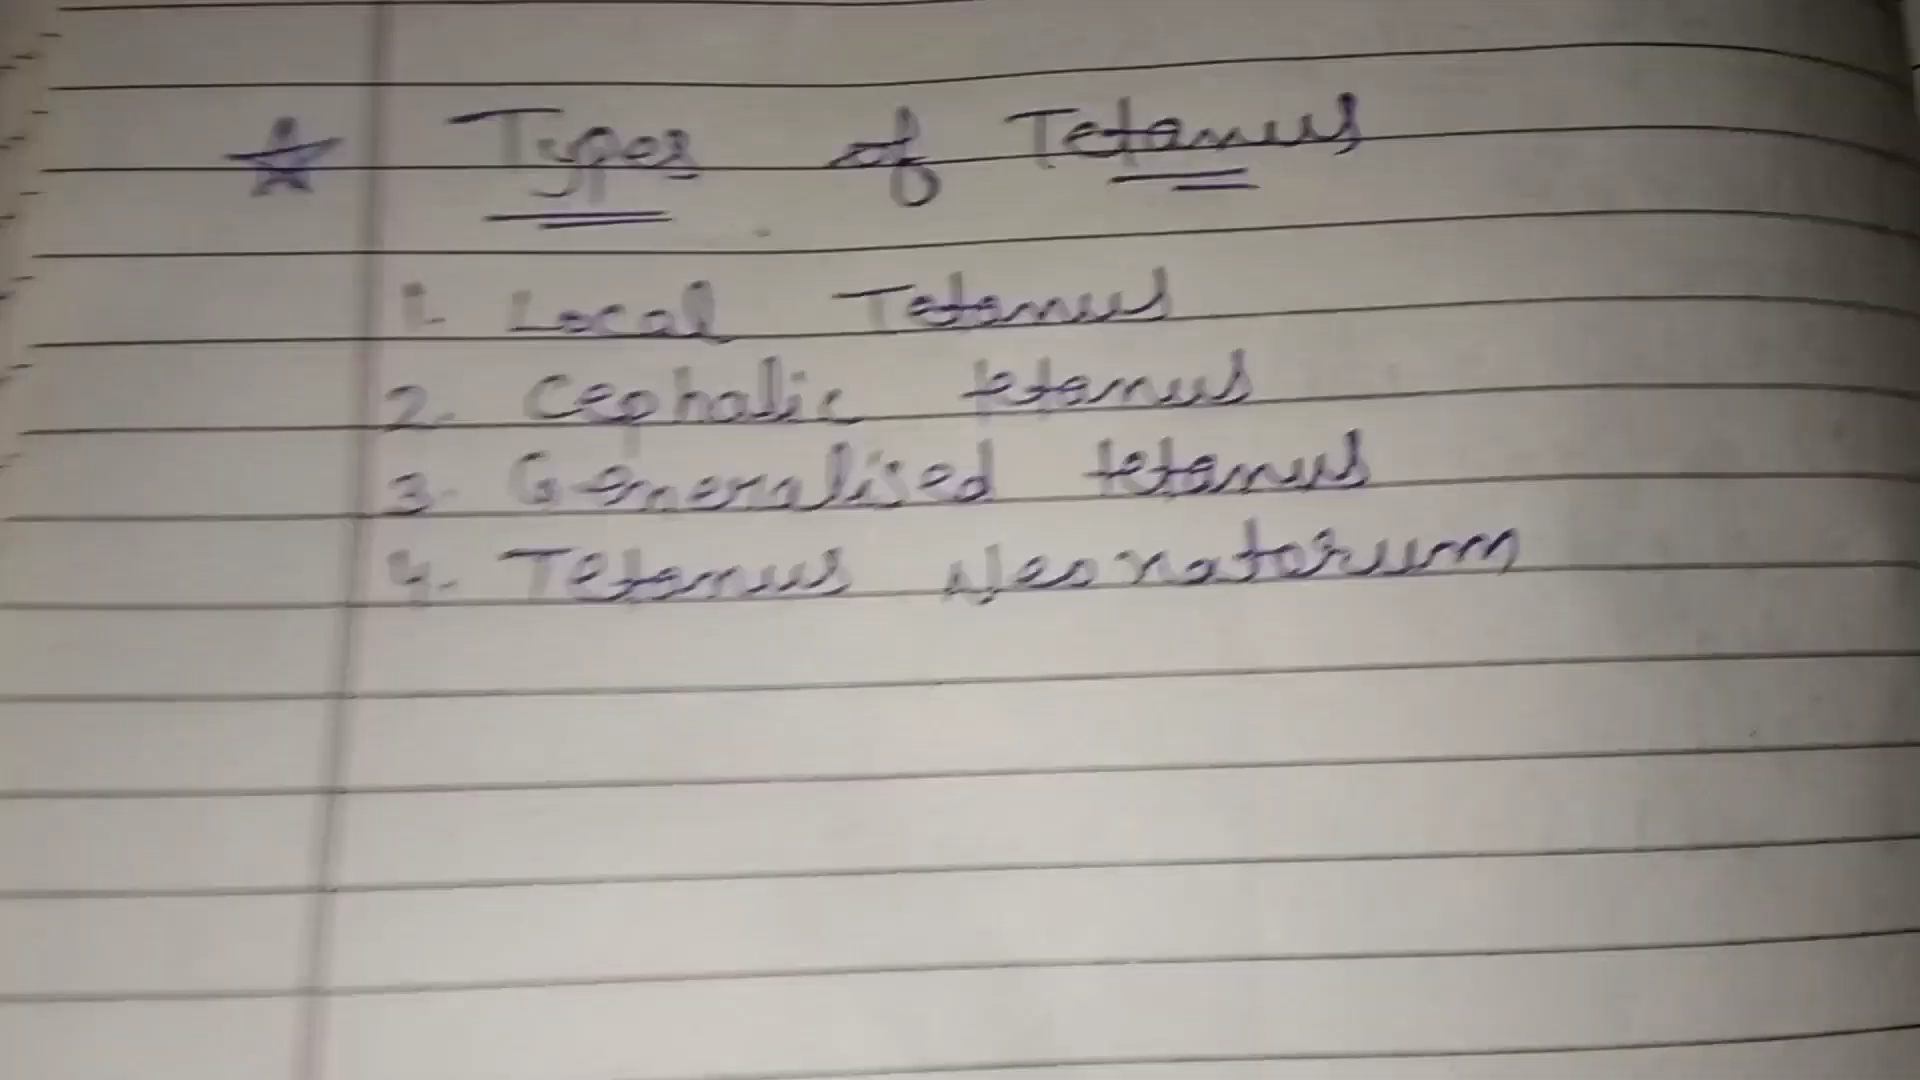 ☆ Types of Tetanus
1. Local Tetanus
2. Cephalic tetanus
3. Generalised tetanus
4. Tetanus Neonatorum